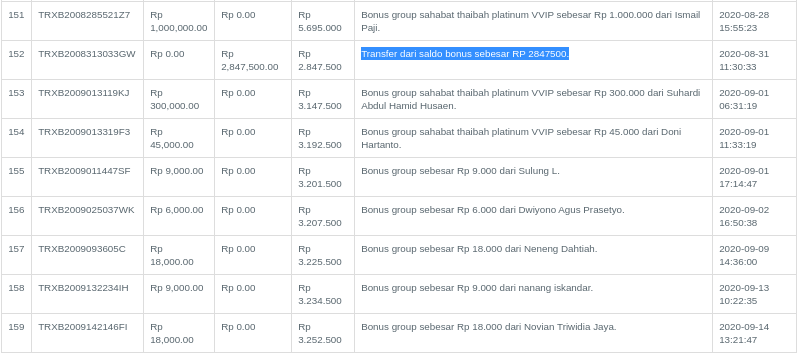 151 TRXB2008285521Z7 Rp 1,000,000.00 Rp 0.00 Rp 5.695.000 Bonus group sahabat thaibah platinum VVIP sebesar Rp 1.000.000 dari Ismail Paji. 2020-08-28 15:55:23
152 TRXB2008313033GW Rp 0.00 Rp 2,847,500.00 Rp 2.847.500 Transfer dari saldo bonus sebesar RP 2847500. 2020-08-31 11:30:33
153 TRXB2009013119KJ Rp 300,000.00 Rp 0.00 Rp 3.147.500 Bonus group sahabat thaibah platinum VVIP sebesar Rp 300.000 dari Suhardi Abdul Hamid Husaen. 2020-09-01 06:31:19
154 TRXB2009013319F3 Rp 45,000.00 Rp 0.00 Rp 3.192.500 Bonus group sahabat thaibah platinum VVIP sebesar Rp 45.000 dari Doni Hartanto. 2020-09-01 11:33:19
155 TRXB2009011447SF Rp 9,000.00 Rp 0.00 Rp 3.201.500 Bonus group sebesar Rp 9.000 dari Sulung L. 2020-09-01 17:14:47
156 TRXB2009025037WK Rp 6,000.00 Rp 0.00 Rp 3.207.500 Bonus group sebesar Rp 6.000 dari Dwiyono Agus Prasetyo. 2020-09-02 16:50:38
157 TRXB2009093605C Rp 18,000.00 Rp 0.00 Rp 3.225.500 Bonus group sebesar Rp 18.000 dari Neneng Dahtiah. 2020-09-09 14:36:00
158 TRXB2009132234IH Rp 9,000.00 Rp 0.00 Rp 3.234.500 Bonus group sebesar Rp 9.000 dari nanang iskandar. 2020-09-13 10:22:35
159 TRXB2009142146FI Rp 18,000.00 Rp 0.00 Rp 3.252.500 Bonus group sebesar Rp 18.000 dari Novian Triwidia Jaya. 2020-09-14 13:21:47